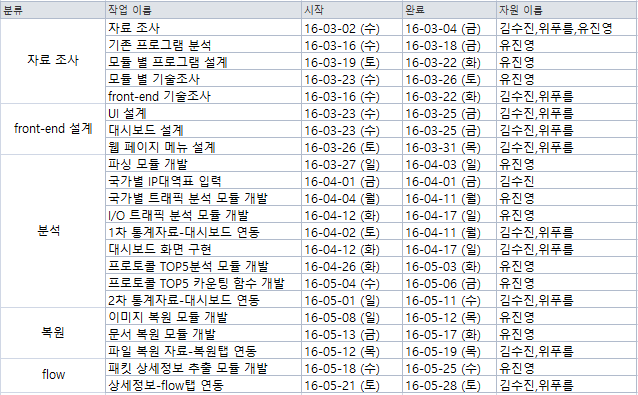 분류 작업 이름 시작 완료 자원 이름
자료 조사 자료 조사 16-03-02 (수) 16-03-04 (금) 김수진,위푸름,유진영
기존 프로그램 분석 16-03-16 (수) 16-03-18 (금) 유진영
모듈 별 프로그램 설계 16-03-19 (토) 16-03-22 (화) 유진영
모듈 별 기술조사 16-03-23 (수) 16-03-26 (토) 유진영
front-end 기술조사 16-03-16 (수) 16-03-22 (화) 김수진,위푸름
front-end 설계 UI 설계 16-03-23 (수) 16-03-25 (금) 김수진,위푸름
대시보드 설계 16-03-23 (수) 16-03-25 (금) 김수진,위푸름
웹 페이지 메뉴 설계 16-03-26 (토) 16-03-31 (목) 김수진,위푸름
분석 파싱 모듈 개발 16-03-27 (일) 16-04-03 (일) 유진영
국가별 IP대역표 입력 16-04-01 (금) 16-04-01 (금) 김수진
국가별 트래픽 분석 모듈 개발 16-04-04 (월) 16-04-11 (월) 유진영
I/O 트래픽 분석 모듈 개발 16-04-12 (화) 16-04-17 (일) 유진영
1차 통계자료-대시보드 연동 16-04-02 (토) 16-04-11 (월) 김수진,위푸름
대시보드 화면 구현 16-04-12 (화) 16-04-17 (일) 김수진,위푸름
프로토콜 TOP5분석 모듈 개발 16-04-26 (화) 16-05-03 (화) 유진영
프로토콜 TOP5 카운팅 함수 개발 16-05-04 (수) 16-05-06 (금) 유진영
2차 통계자료-대시보드 연동 16-05-01 (일) 16-05-11 (수) 김수진,위푸름
복원 이미지 복원 모듈 개발 16-05-08 (일) 16-05-12 (목) 유진영
문서 복원 모듈 개발 16-05-13 (금) 16-05-17 (화) 유진영
파일 복원 자료-복원탭 연동 16-05-12 (목) 16-05-19 (목) 김수진,위푸름
flow 패킷 상세정보 추출 모듈 개발 16-05-18 (수) 16-05-25 (수) 유진영
상세정보-flow탭 연동 16-05-21 (토) 16-05-28 (토) 김수진,위푸름